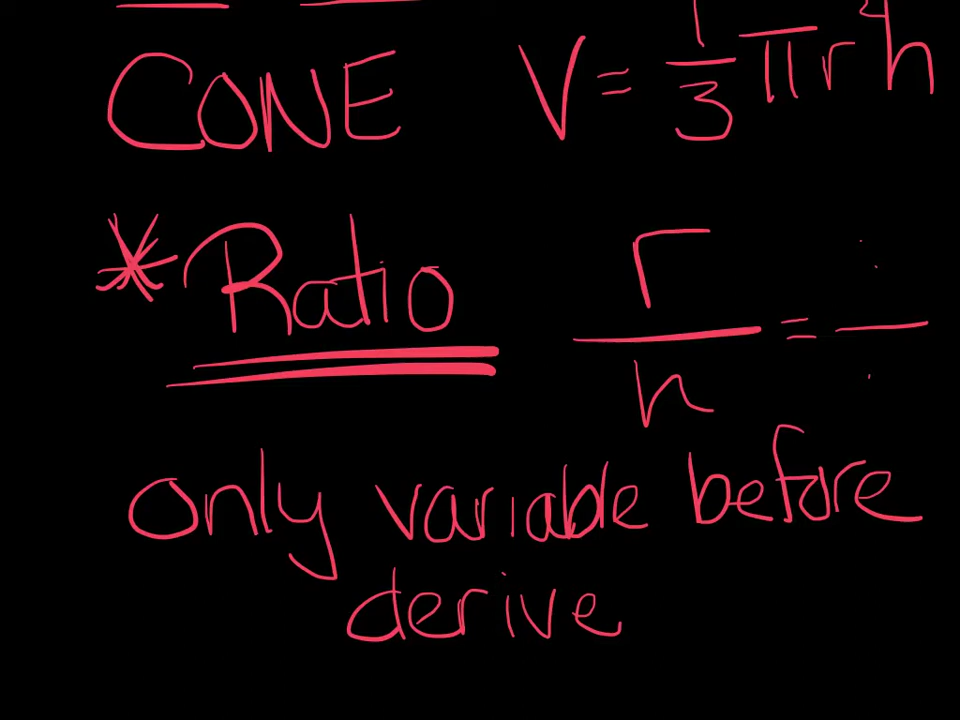 CONE V = 1/3 πr²h
*Ratio r/h = —
only variable before
derive